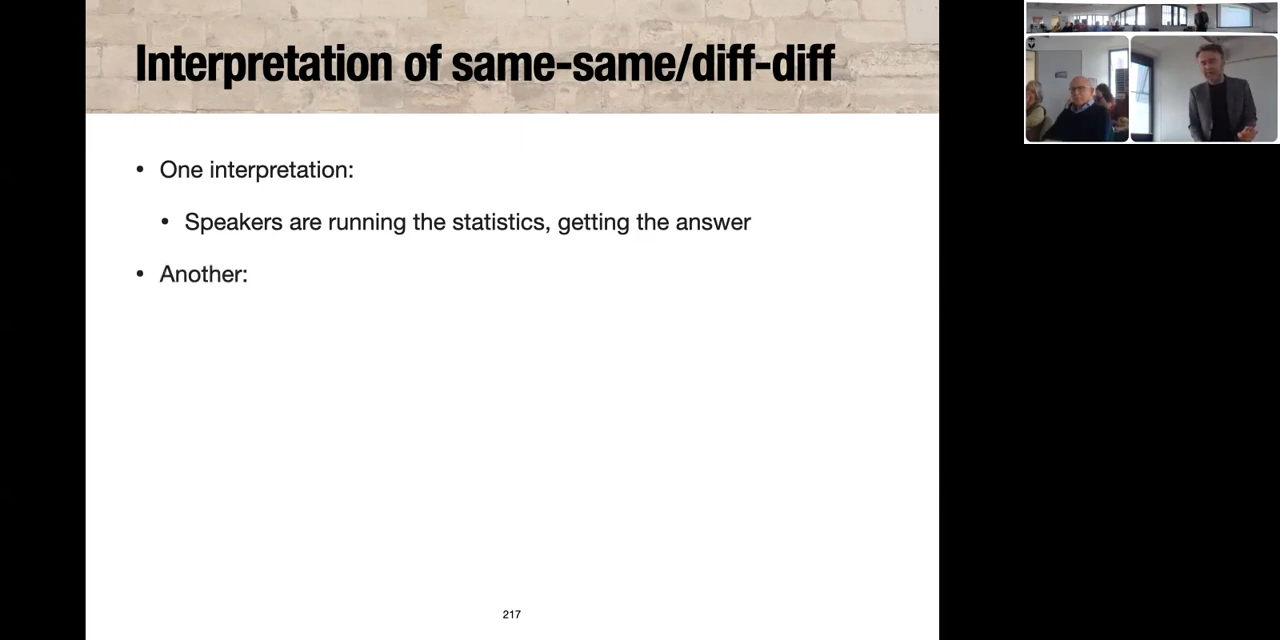 Interpretation of same-same/diff-diff
• One interpretation:
• Speakers are running the statistics, getting the answer
• Another:
217